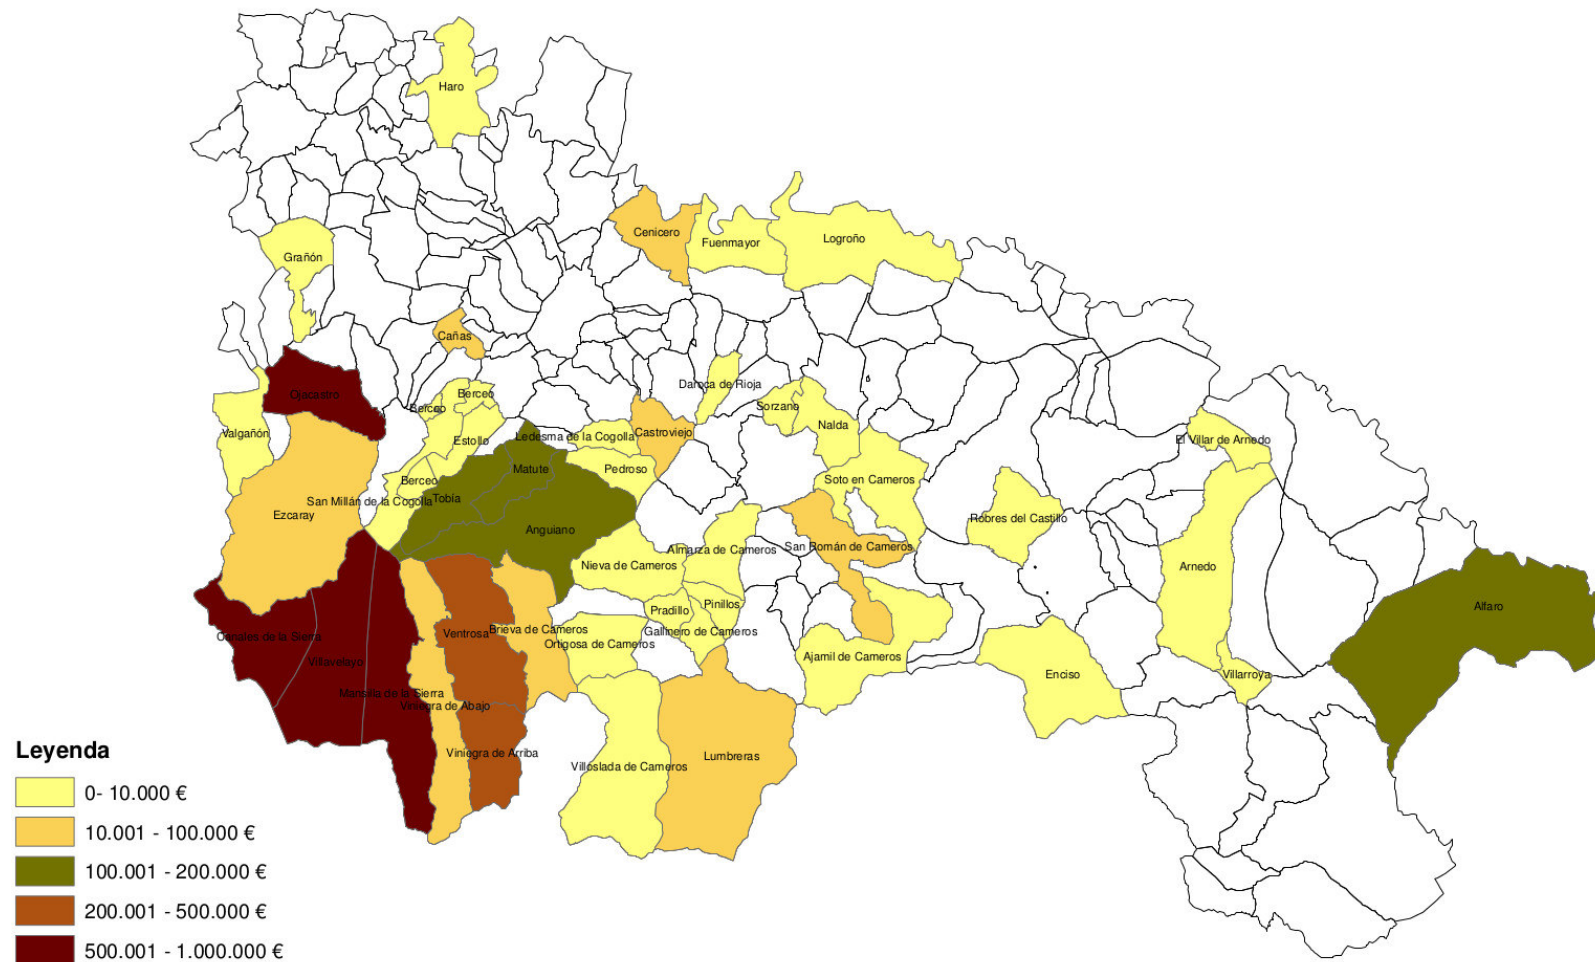 Haro
Cenicero
Fuenmayor
Logroño
Grañón
Cañas
Ojacastro
Daroca de Rioja
Berceo
Berceo
Sorzano
Valgañón
Estollo
Ledesma de la Cogolla
Castroviejo
Nalda
El Villar de Arnedo
Matute
Pedroso
Berceo
Soto en Cameros
San Millán de la Cogolla
Tobía
Ezcaray
Anguiano
Robres del Castillo
Almarza de Cameros
San Román de Cameros
Nieva de Cameros
Arnedo
Pradillo
Pinillos
Alfaro
Canales de la Sierra
Ventrosa
Brieva de Cameros
Gallinero de Cameros
Ortigosa de Cameros
Villavelayo
Ajamil de Cameros
Enciso
Villarroya
Mansilla de la Sierra
Viniegra de Abajo
Viniegra de Arriba
Villoslada de Cameros
Lumbreras
Leyenda
0- 10.000 €
10.001 - 100.000 €
100.001 - 200.000 €
200.001 - 500.000 €
500.001 - 1.000.000 €